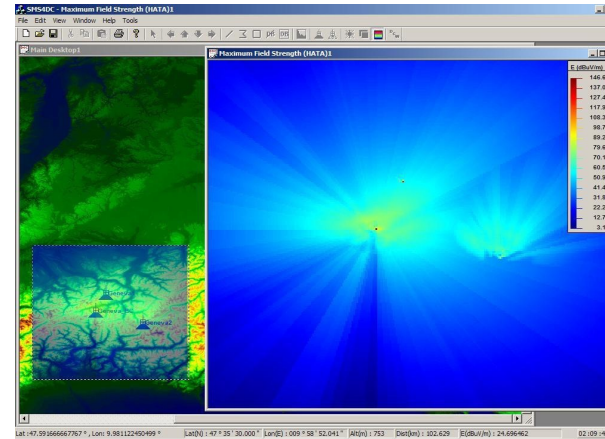 SMS4DC - Maximum Field Strength (HATA)1
File Edit View Window Help Tools
Main Desktop1
Maximum Field Strength (HATA)1
E (dBuV/m)
146.6
137.0
127.4
117.9
108.3
98.7
89.2
79.6
70.1
60.5
50.9
41.4
31.8
22.2
12.7
3.1
Geneva2
Lat :47.591666667767 ° , Lon: 9.981122450499 ° Lat(N) : 47 ° 35 ' 30.000 " Lon(E) : 009 ° 58 ' 52.041 " Alt(m) : 753 Dist(km) : 102.629 E(dBuV/m) : 24.696462 02:09:4